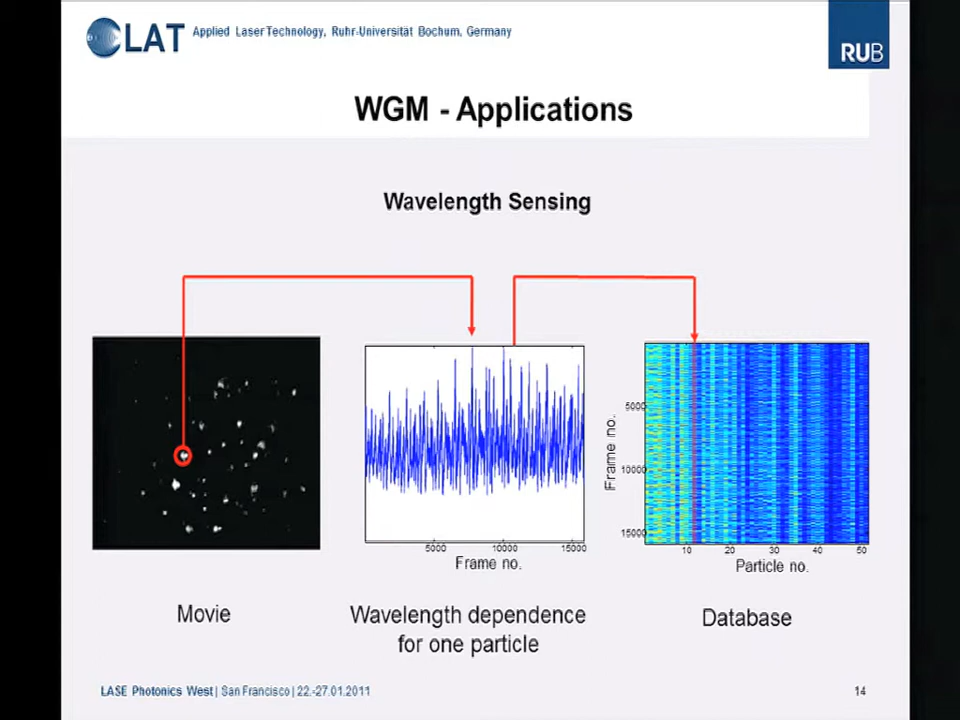 LAT Applied Laser Technology, Ruhr-Universität Bochum, Germany
RUB
WGM - Applications
Wavelength Sensing
5000
10000
15000
Frame no.
Frame no.
5000
10000
15000
10
20
30
40
50
Particle no.
Movie
Wavelength dependence
for one particle
Database
LASE Photonics West | San Francisco | 22.-27.01.2011
14